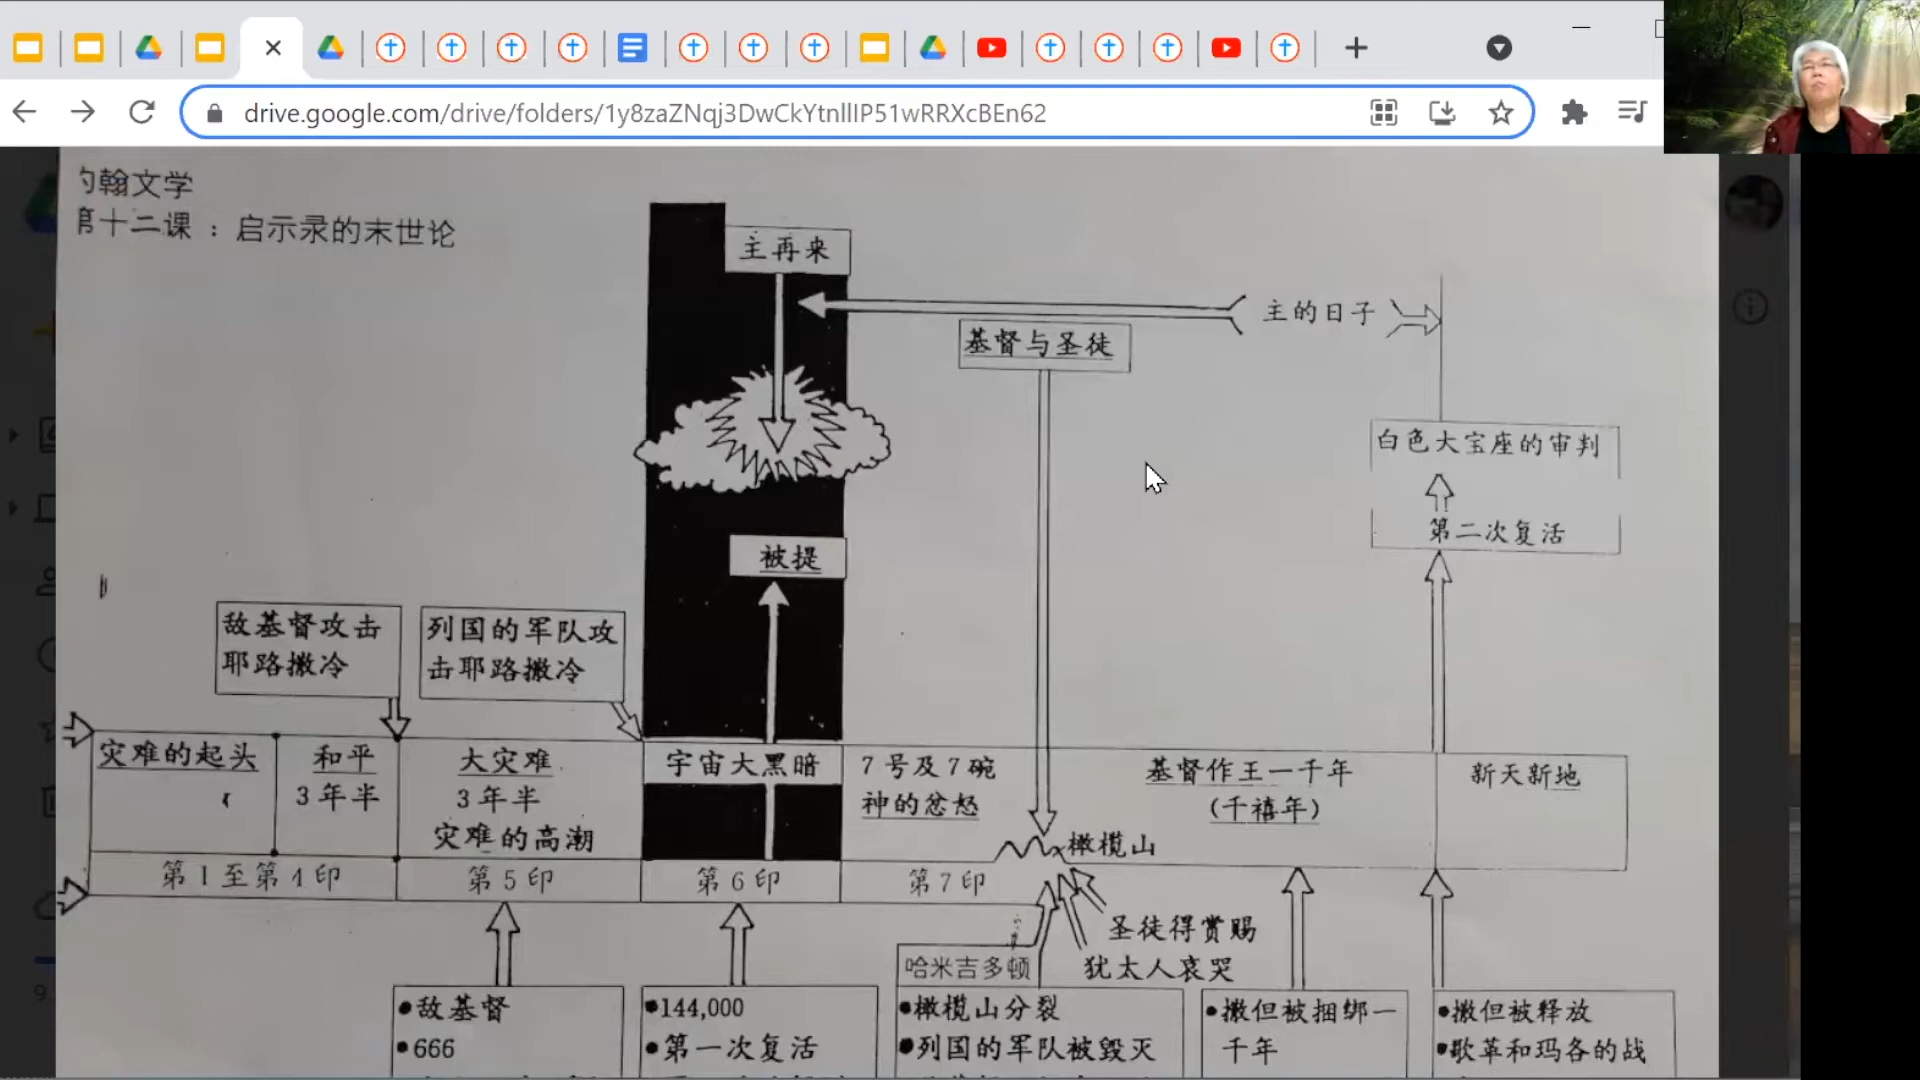 drive.google.com/drive/folders/1y8zaZNqj3DwCkYtnlllP51wRRXcBEn62
约翰文学
第十二课：启示录的末世论
主再来
主的日子
基督与圣徒
白色大宝座的审判
第二次复活
被提
敌基督攻击
耶路撒冷
列国的军队攻
击耶路撒冷
灾难的起头
和平
3年半
大灾难
3年半
灾难的高潮
宇宙大黑暗
7号及7碗
神的忿怒
基督作王一千年
(千禧年)
新天新地
橄榄山
第1至第4印
第5印
第6印
第7印
圣徒得赏赐
犹太人哀哭
哈米吉多顿
•敌基督
•666
•144,000
•第一次复活
•橄榄山分裂
•列国的军队被毁灭
•撒但被捆绑一
千年
•撒但被释放
•歌革和玛各的战